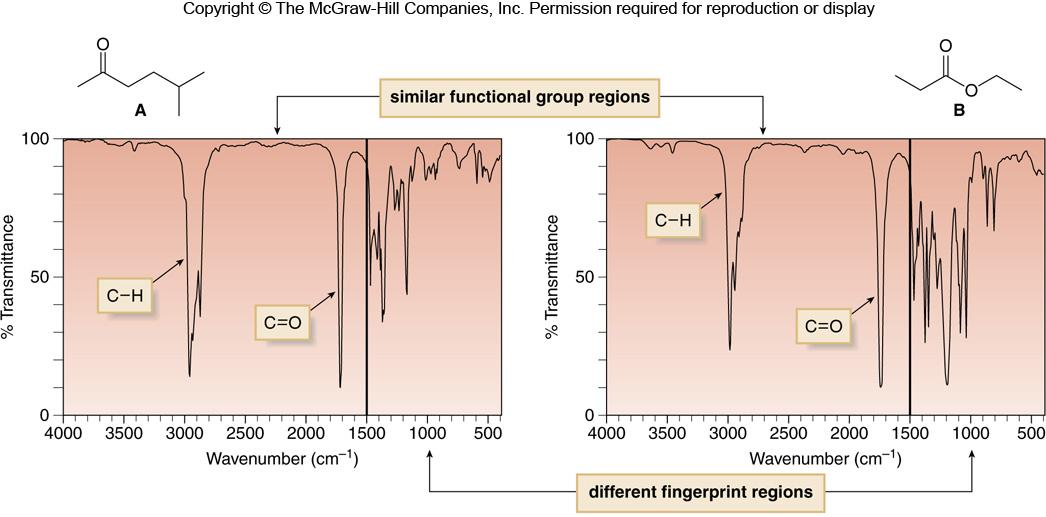 Copyright © The McGraw-Hill Companies, Inc. Permission required for reproduction or display
O
A
similar functional group regions
O
O
B
100
50
0
% Transmittance
C–H
C=O
4000 3500 3000 2500 2000 1500 1000 500
Wavenumber (cm⁻¹)
100
50
0
% Transmittance
C–H
C=O
4000 3500 3000 2500 2000 1500 1000 500
Wavenumber (cm⁻¹)
different fingerprint regions